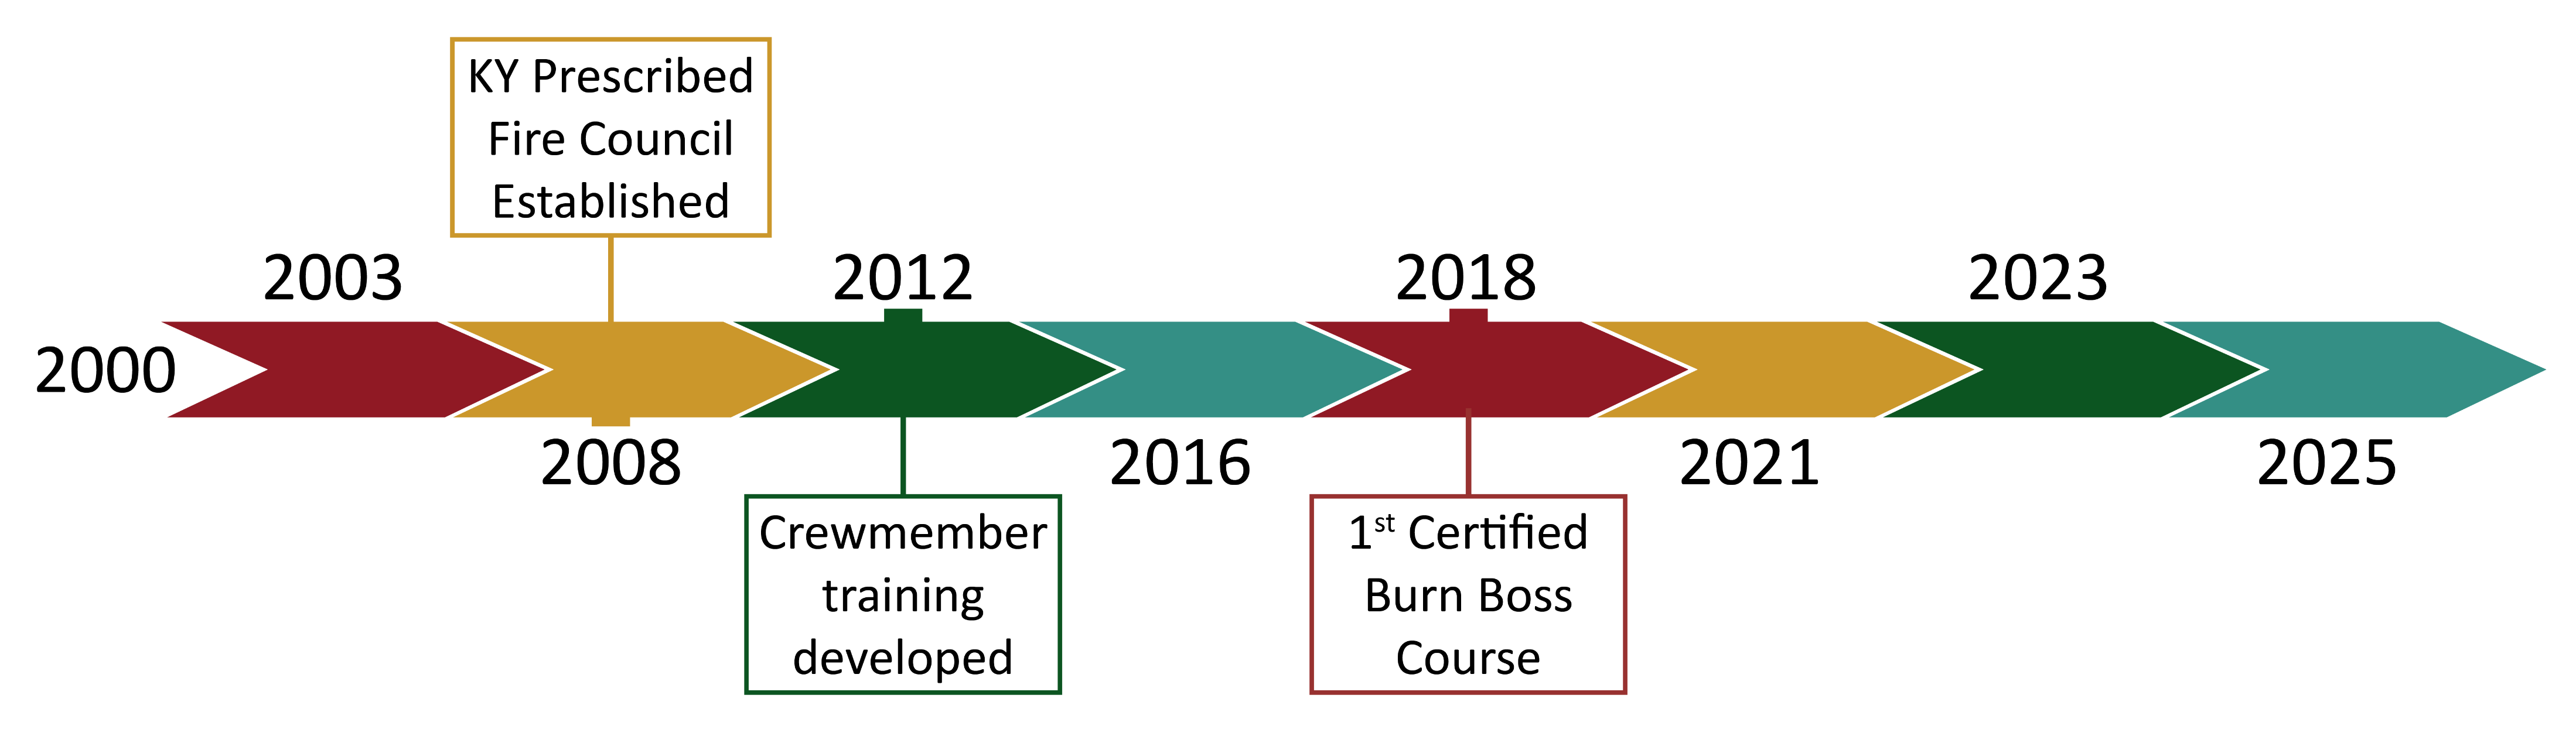 KY Prescribed
Fire Council
Established
2003
2012
2018
2023
2000
2008
2016
2021
2025
Crewmember
training
developed
1st Certified
Burn Boss
Course